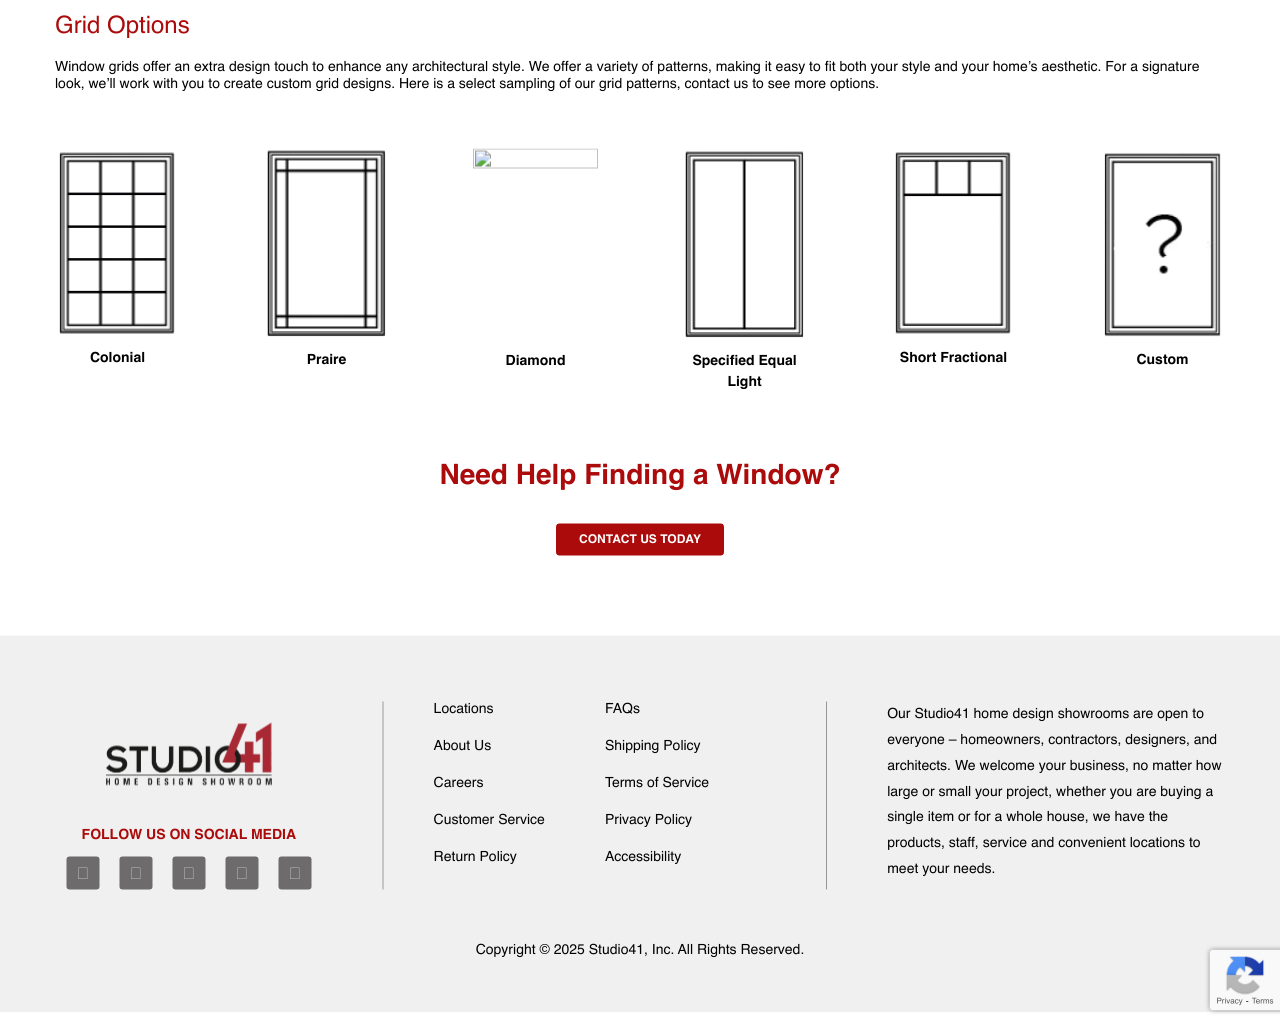 Grid Options
Window grids offer an extra design touch to enhance any architectural style. We offer a variety of patterns, making it easy to fit both your style and your home’s aesthetic. For a signature
look, we’ll work with you to create custom grid designs. Here is a select sampling of our grid patterns, contact us to see more options.
?
Colonial
Praire
Diamond
Specified Equal
Light
Short Fractional
Custom
Need Help Finding a Window?
CONTACT US TODAY
STUDIO41
HOME DESIGN SHOWROOM
FOLLOW US ON SOCIAL MEDIA
Locations
About Us
Careers
Customer Service
Return Policy
FAQs
Shipping Policy
Terms of Service
Privacy Policy
Accessibility
Our Studio41 home design showrooms are open to
everyone – homeowners, contractors, designers, and
architects. We welcome your business, no matter how
large or small your project, whether you are buying a
single item or for a whole house, we have the
products, staff, service and convenient locations to
meet your needs.
Copyright © 2025 Studio41, Inc. All Rights Reserved.
Privacy - Terms